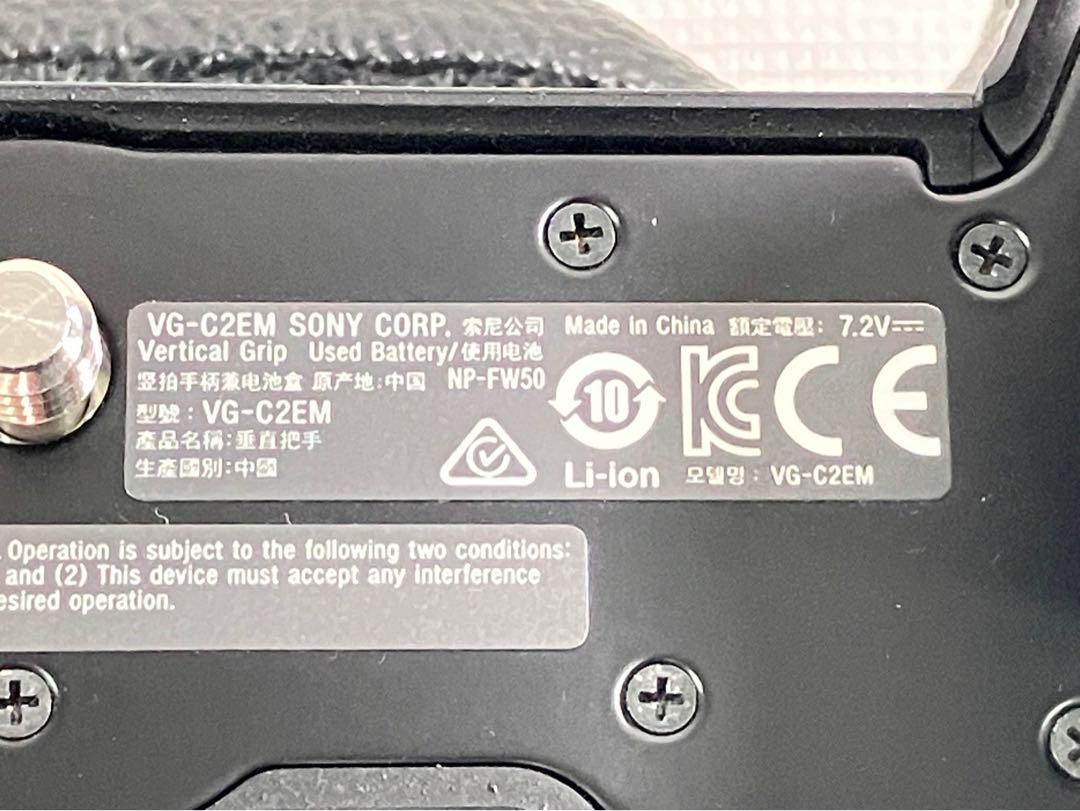 VG-C2EM SONY CORP. 索尼公司 Made in China 額定電壓: 7.2V
Vertical Grip Used Battery/使用电池
竖拍手柄兼电池盒 原产地:中国 NP-FW50
10
型號: VG-C2EM
產品名稱:垂直把手
生產國別:中國
Li-ion
모델명: VG-C2EM
KC CE
Operation is subject to the following two conditions:
and (2) This device must accept any interference
esired operation.